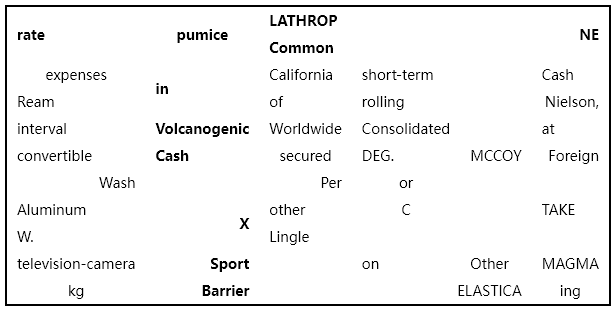 rate pumice LATHROP Common NE
expenses in California short-term Cash
Ream of rolling Nielson,
interval Volcanogenic Worldwide Consolidated at
convertible Cash secured DEG. MCCOY Foreign
Wash Per or
Aluminum X other C TAKE
W. Lingle
television-camera Sport on Other MAGMA
kg Barrier ELASTICA ing